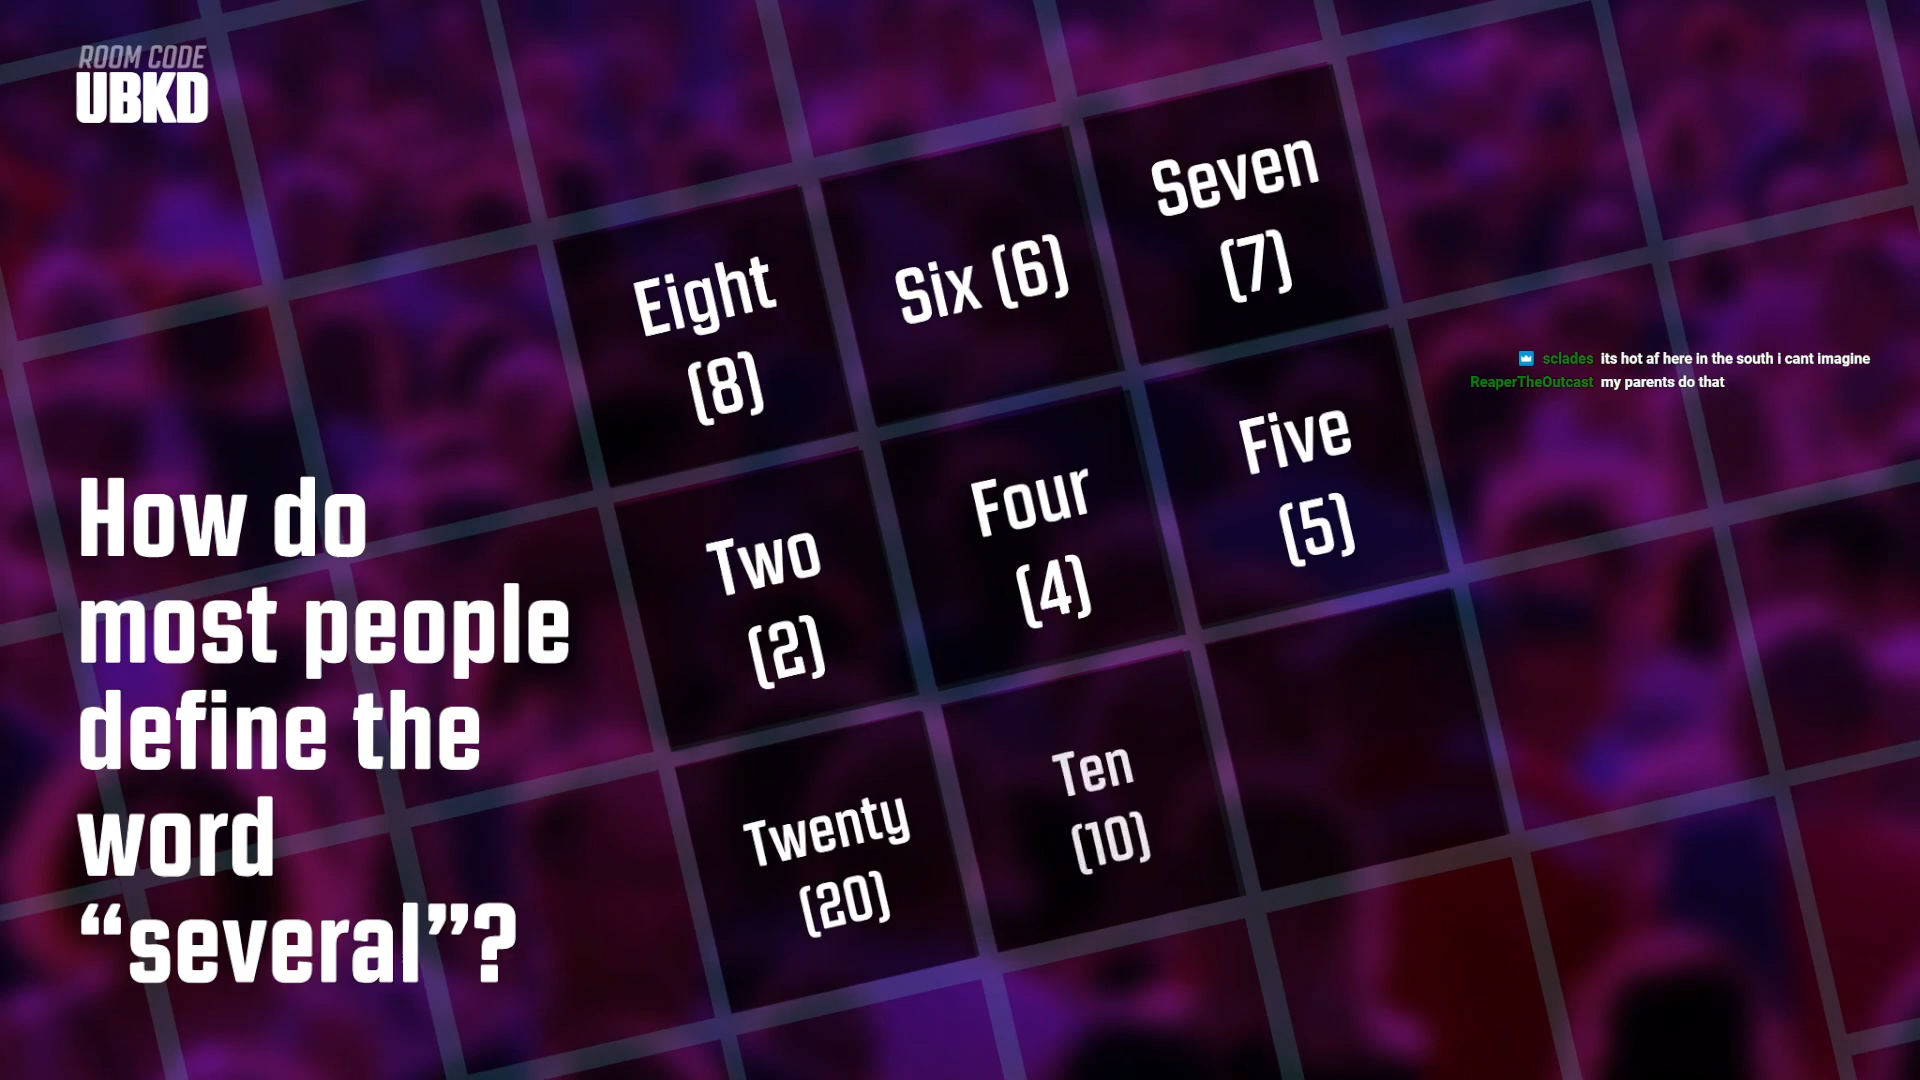 ROOM CODE
UBKD
How do
most people
define the
word
“several”?
Eight
(8)
Six (6)
Seven
(7)
Two
(2)
Four
(4)
Five
(5)
Twenty
(20)
Ten
(10)
sclades its hot af here in the south i cant imagine
ReaperTheOutcast my parents do that